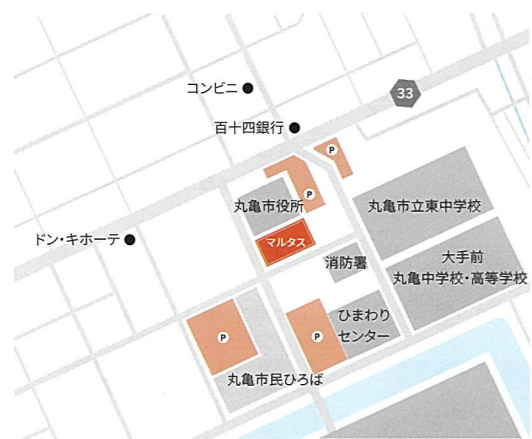 コンビニ
33
百十四銀行
P
P
丸亀市役所
丸亀市立東中学校
ドン・キホーテ
マルタス
消防署
大手前
丸亀中学校・高等学校
P
P
ひまわり
センター
丸亀市民ひろば